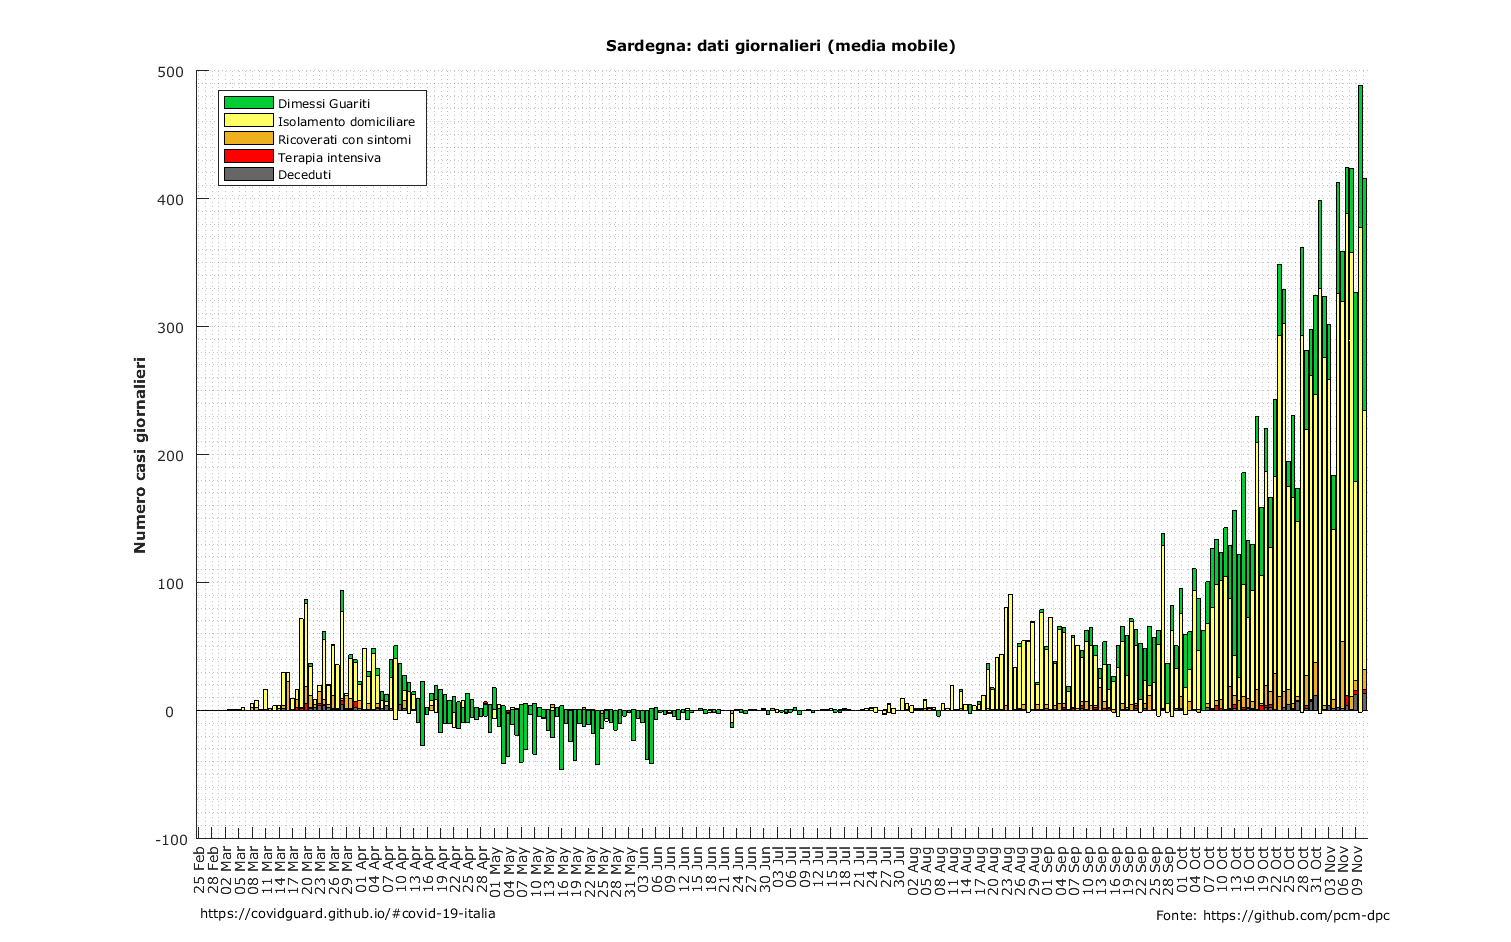 Sardegna: dati giornalieri (media mobile)
Dimessi Guariti
Isolamento domiciliare
Ricoverati con sintomi
Terapia intensiva
Deceduti
Numero casi giornalieri
500
400
300
200
100
0
-100
25 Feb
28 Feb
02 Mar
05 Mar
08 Mar
11 Mar
14 Mar
17 Mar
20 Mar
23 Mar
26 Mar
29 Mar
01 Apr
04 Apr
07 Apr
10 Apr
13 Apr
16 Apr
19 Apr
22 Apr
25 Apr
28 Apr
01 May
04 May
07 May
10 May
13 May
16 May
19 May
22 May
25 May
28 May
31 May
03 Jun
06 Jun
09 Jun
12 Jun
15 Jun
18 Jun
21 Jun
24 Jun
27 Jun
30 Jun
03 Jul
06 Jul
09 Jul
12 Jul
15 Jul
18 Jul
21 Jul
24 Jul
27 Jul
30 Jul
02 Aug
05 Aug
08 Aug
11 Aug
14 Aug
17 Aug
20 Aug
23 Aug
26 Aug
29 Aug
01 Sep
04 Sep
07 Sep
10 Sep
13 Sep
16 Sep
19 Sep
22 Sep
25 Sep
28 Sep
01 Oct
04 Oct
07 Oct
10 Oct
13 Oct
16 Oct
19 Oct
22 Oct
25 Oct
28 Oct
31 Oct
03 Nov
06 Nov
09 Nov
https://covidguard.github.io/#covid-19-italia
Fonte: https://github.com/pcm-dpc